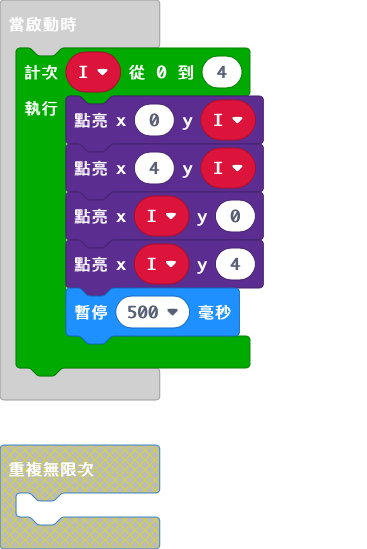 當啟動時
計次 I 從 0 到 4
執行
點亮 x 0 y I
點亮 x 4 y I
點亮 x I y 0
點亮 x I y 4
暫停 500 毫秒
重複無限次